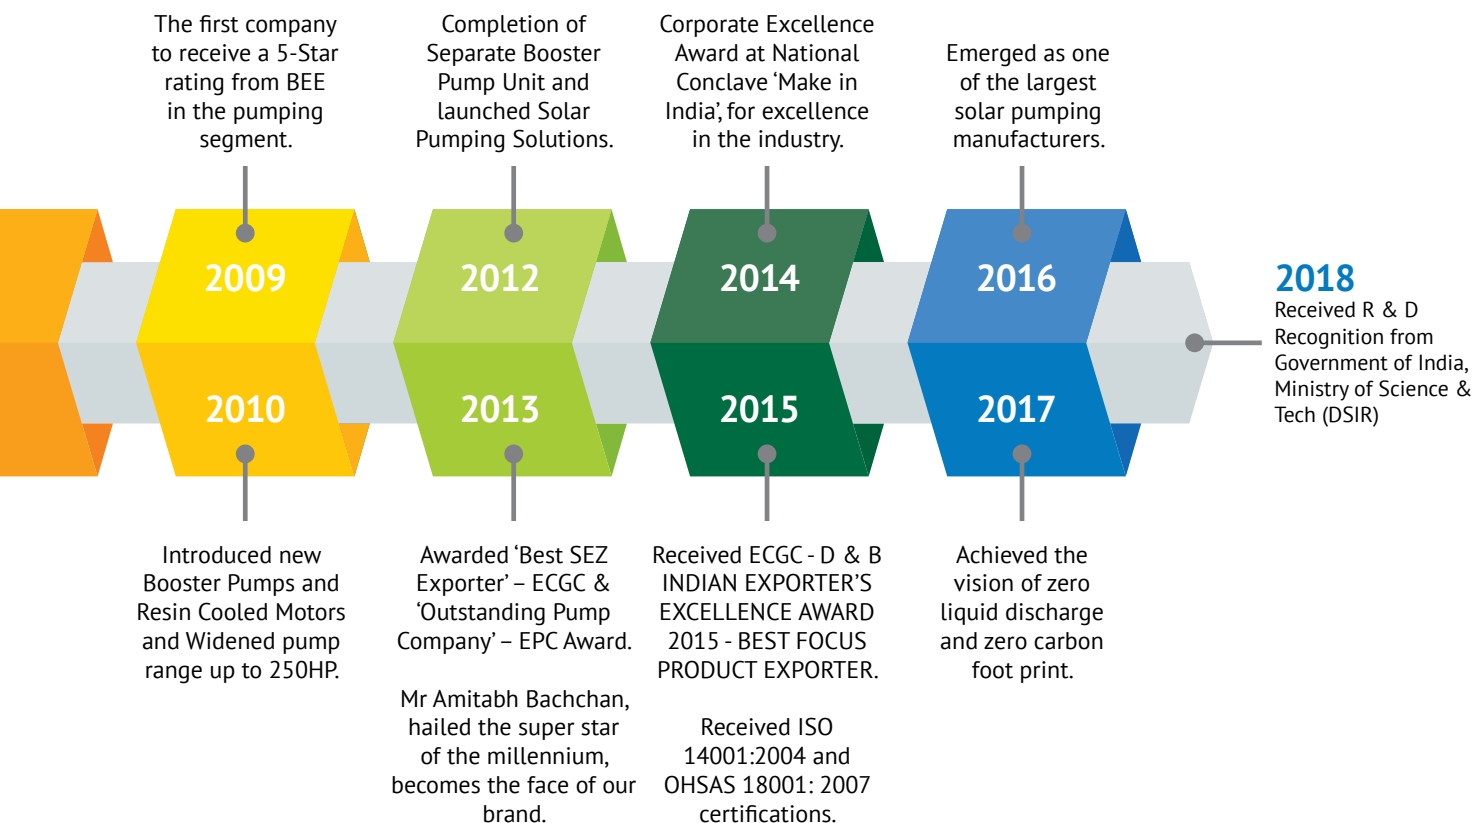 The first company
to receive a 5-Star
rating from BEE
in the pumping
segment.
2009
2010
Introduced new
Booster Pumps and
Resin Cooled Motors
and Widened pump
range up to 250HP.
Completion of
Separate Booster
Pump Unit and
launched Solar
Pumping Solutions.
2012
2013
Awarded ‘Best SEZ
Exporter’ – ECGC &
‘Outstanding Pump
Company’ – EPC Award.
Mr Amitabh Bachchan,
hailed the super star
of the millennium,
becomes the face of our
brand.
Corporate Excellence
Award at National
Conclave ‘Make in
India’, for excellence
in the industry.
2014
2015
Received ECGC - D & B
INDIAN EXPORTER’S
EXCELLENCE AWARD
2015 - BEST FOCUS
PRODUCT EXPORTER.
Received ISO
14001:2004 and
OHSAS 18001: 2007
certifications.
Emerged as one
of the largest
solar pumping
manufacturers.
2016
2017
Achieved the
vision of zero
liquid discharge
and zero carbon
foot print.
2018
Received R & D
Recognition from
Government of India,
Ministry of Science &
Tech (DSIR)